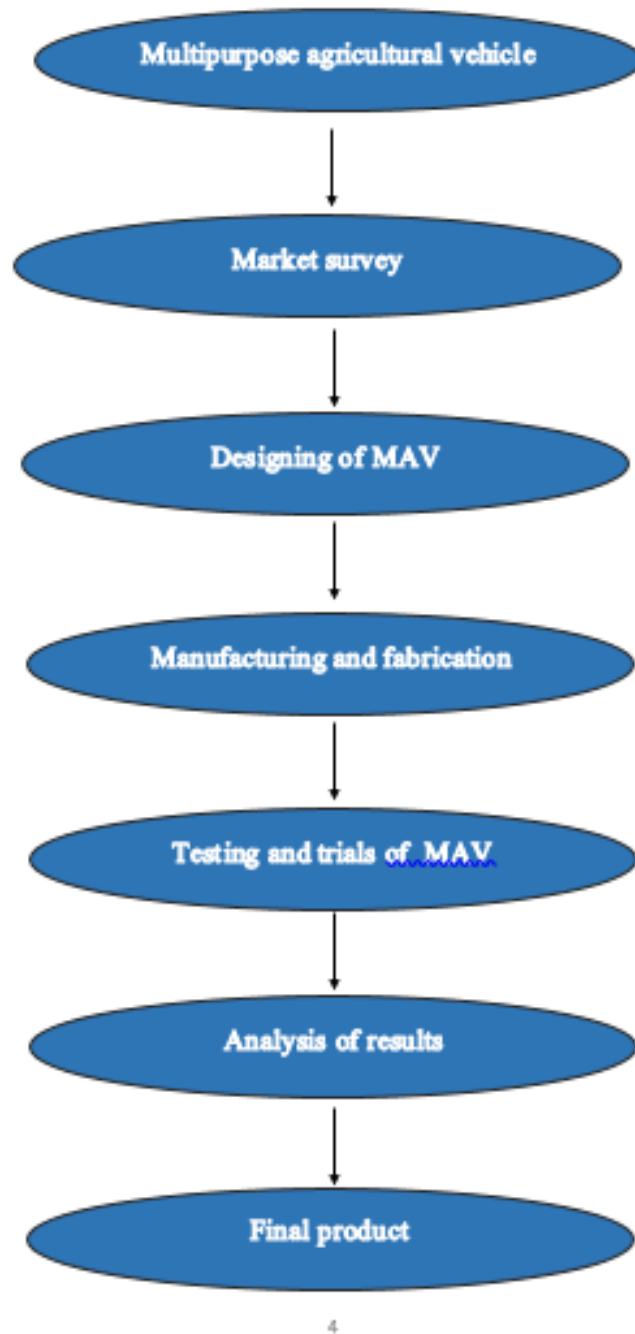 Multipurpose agricultural vehicle
Market survey
Designing of MAV
Manufacturing and fabrication
Testing and trials of MAV
Analysis of results
Final product
4